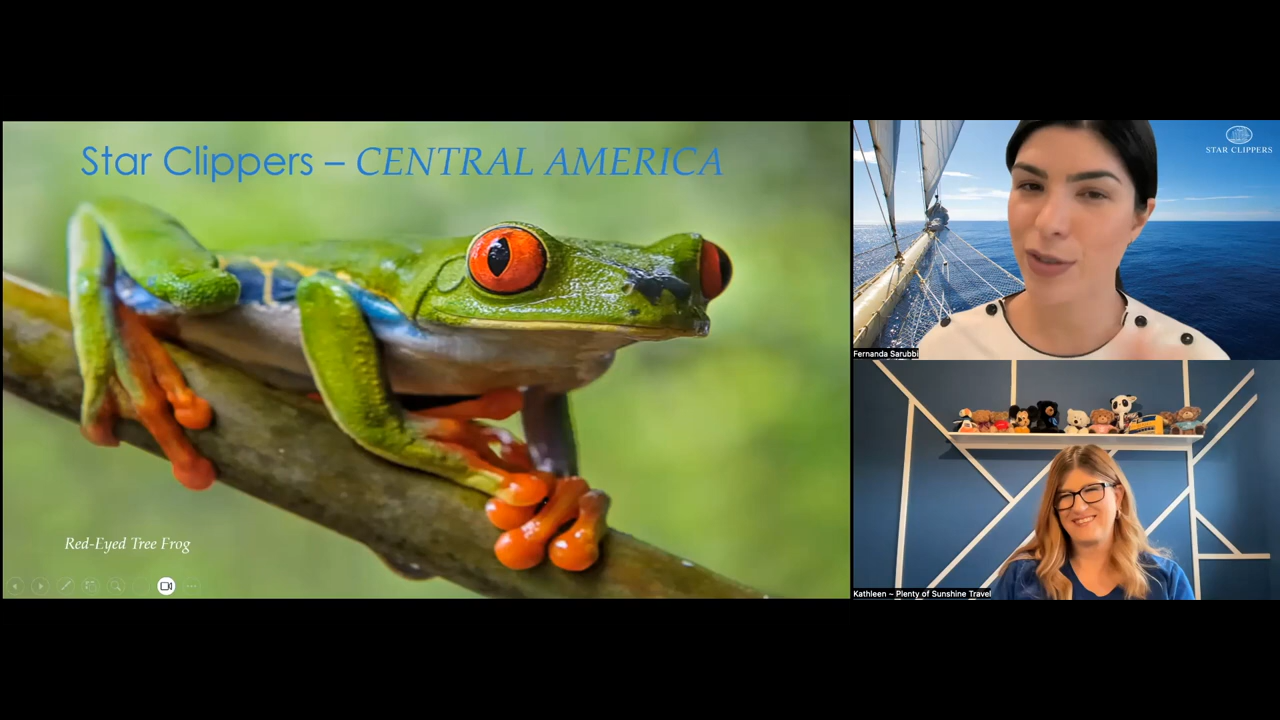 Star Clippers – CENTRAL AMERICA
Red-Eyed Tree Frog
STAR CLIPPERS
Fernanda Sarubbi
Kathleen ~ Plenty of Sunshine Travel